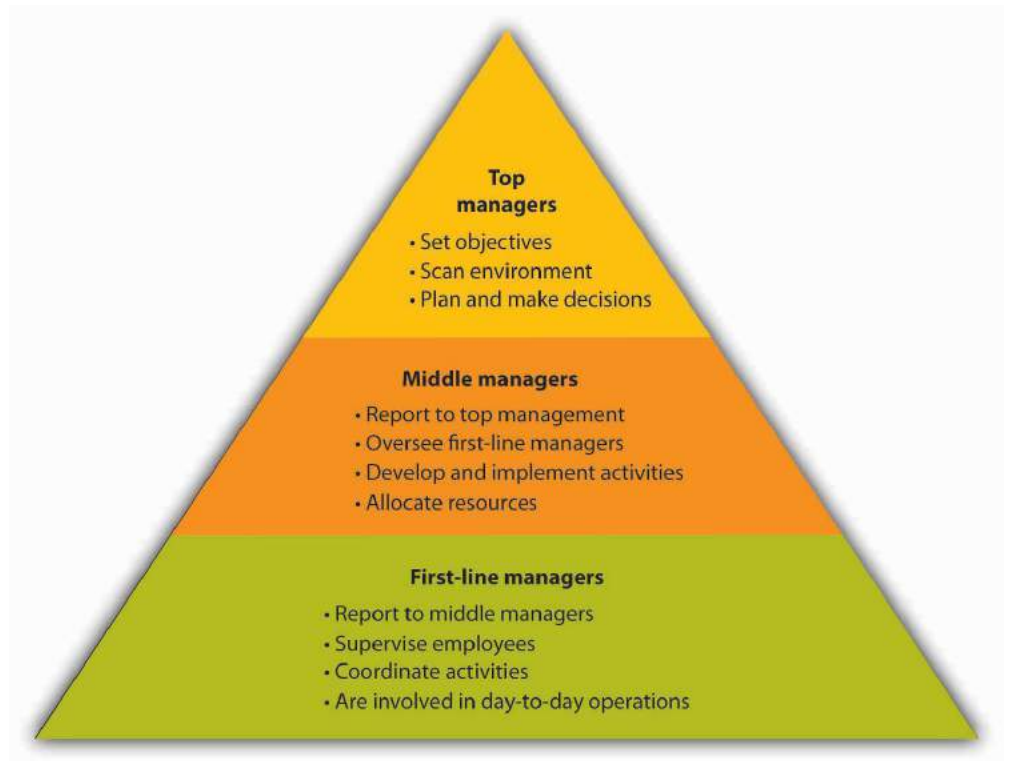 Top
managers
• Set objectives
• Scan environment
• Plan and make decisions
Middle managers
• Report to top management
• Oversee first-line managers
• Develop and implement activities
• Allocate resources
First-line managers
• Report to middle managers
• Supervise employees
• Coordinate activities
• Are involved in day-to-day operations